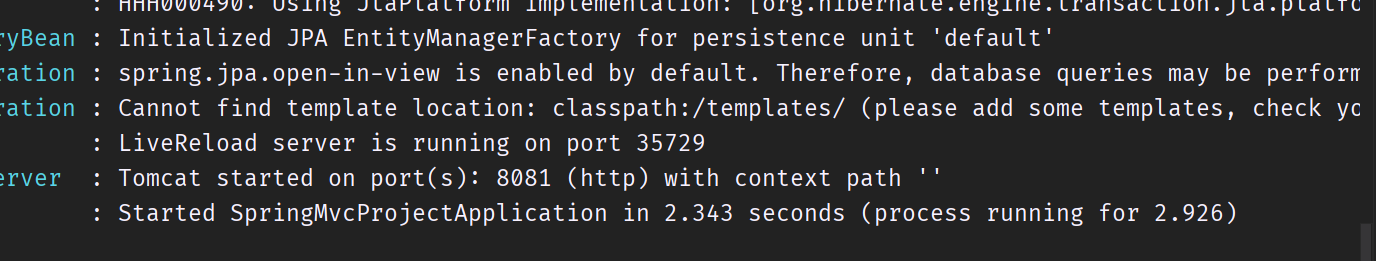 : HHH000490: Using JtaPlatform implementation: [org.hibernate.engine.transaction.jta.platfo
ryBean : Initialized JPA EntityManagerFactory for persistence unit 'default'
ration : spring.jpa.open-in-view is enabled by default. Therefore, database queries may be perform
ration : Cannot find template location: classpath:/templates/ (please add some templates, check yo
: LiveReload server is running on port 35729
erver : Tomcat started on port(s): 8081 (http) with context path ''
: Started SpringMvcProjectApplication in 2.343 seconds (process running for 2.926)